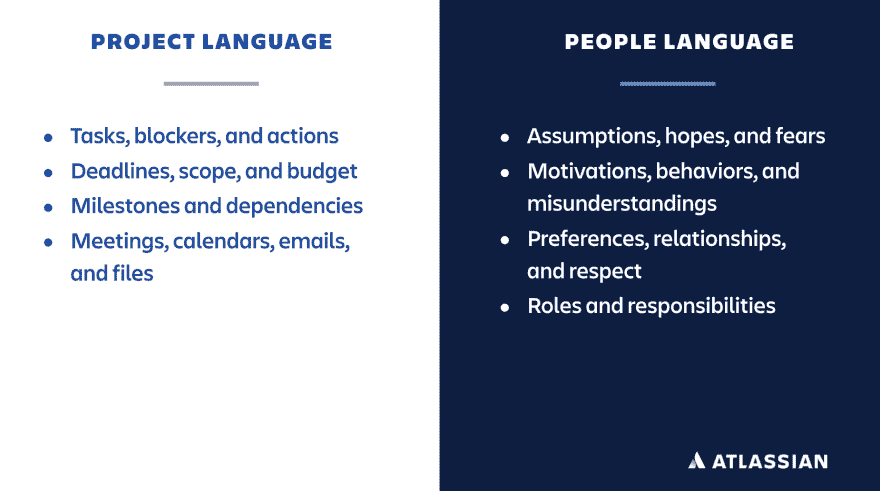 PROJECT LANGUAGE
• Tasks, blockers, and actions
• Deadlines, scope, and budget
• Milestones and dependencies
• Meetings, calendars, emails,
and files
PEOPLE LANGUAGE
• Assumptions, hopes, and fears
• Motivations, behaviors, and
misunderstandings
• Preferences, relationships,
and respect
• Roles and responsibilities
ATLASSIAN